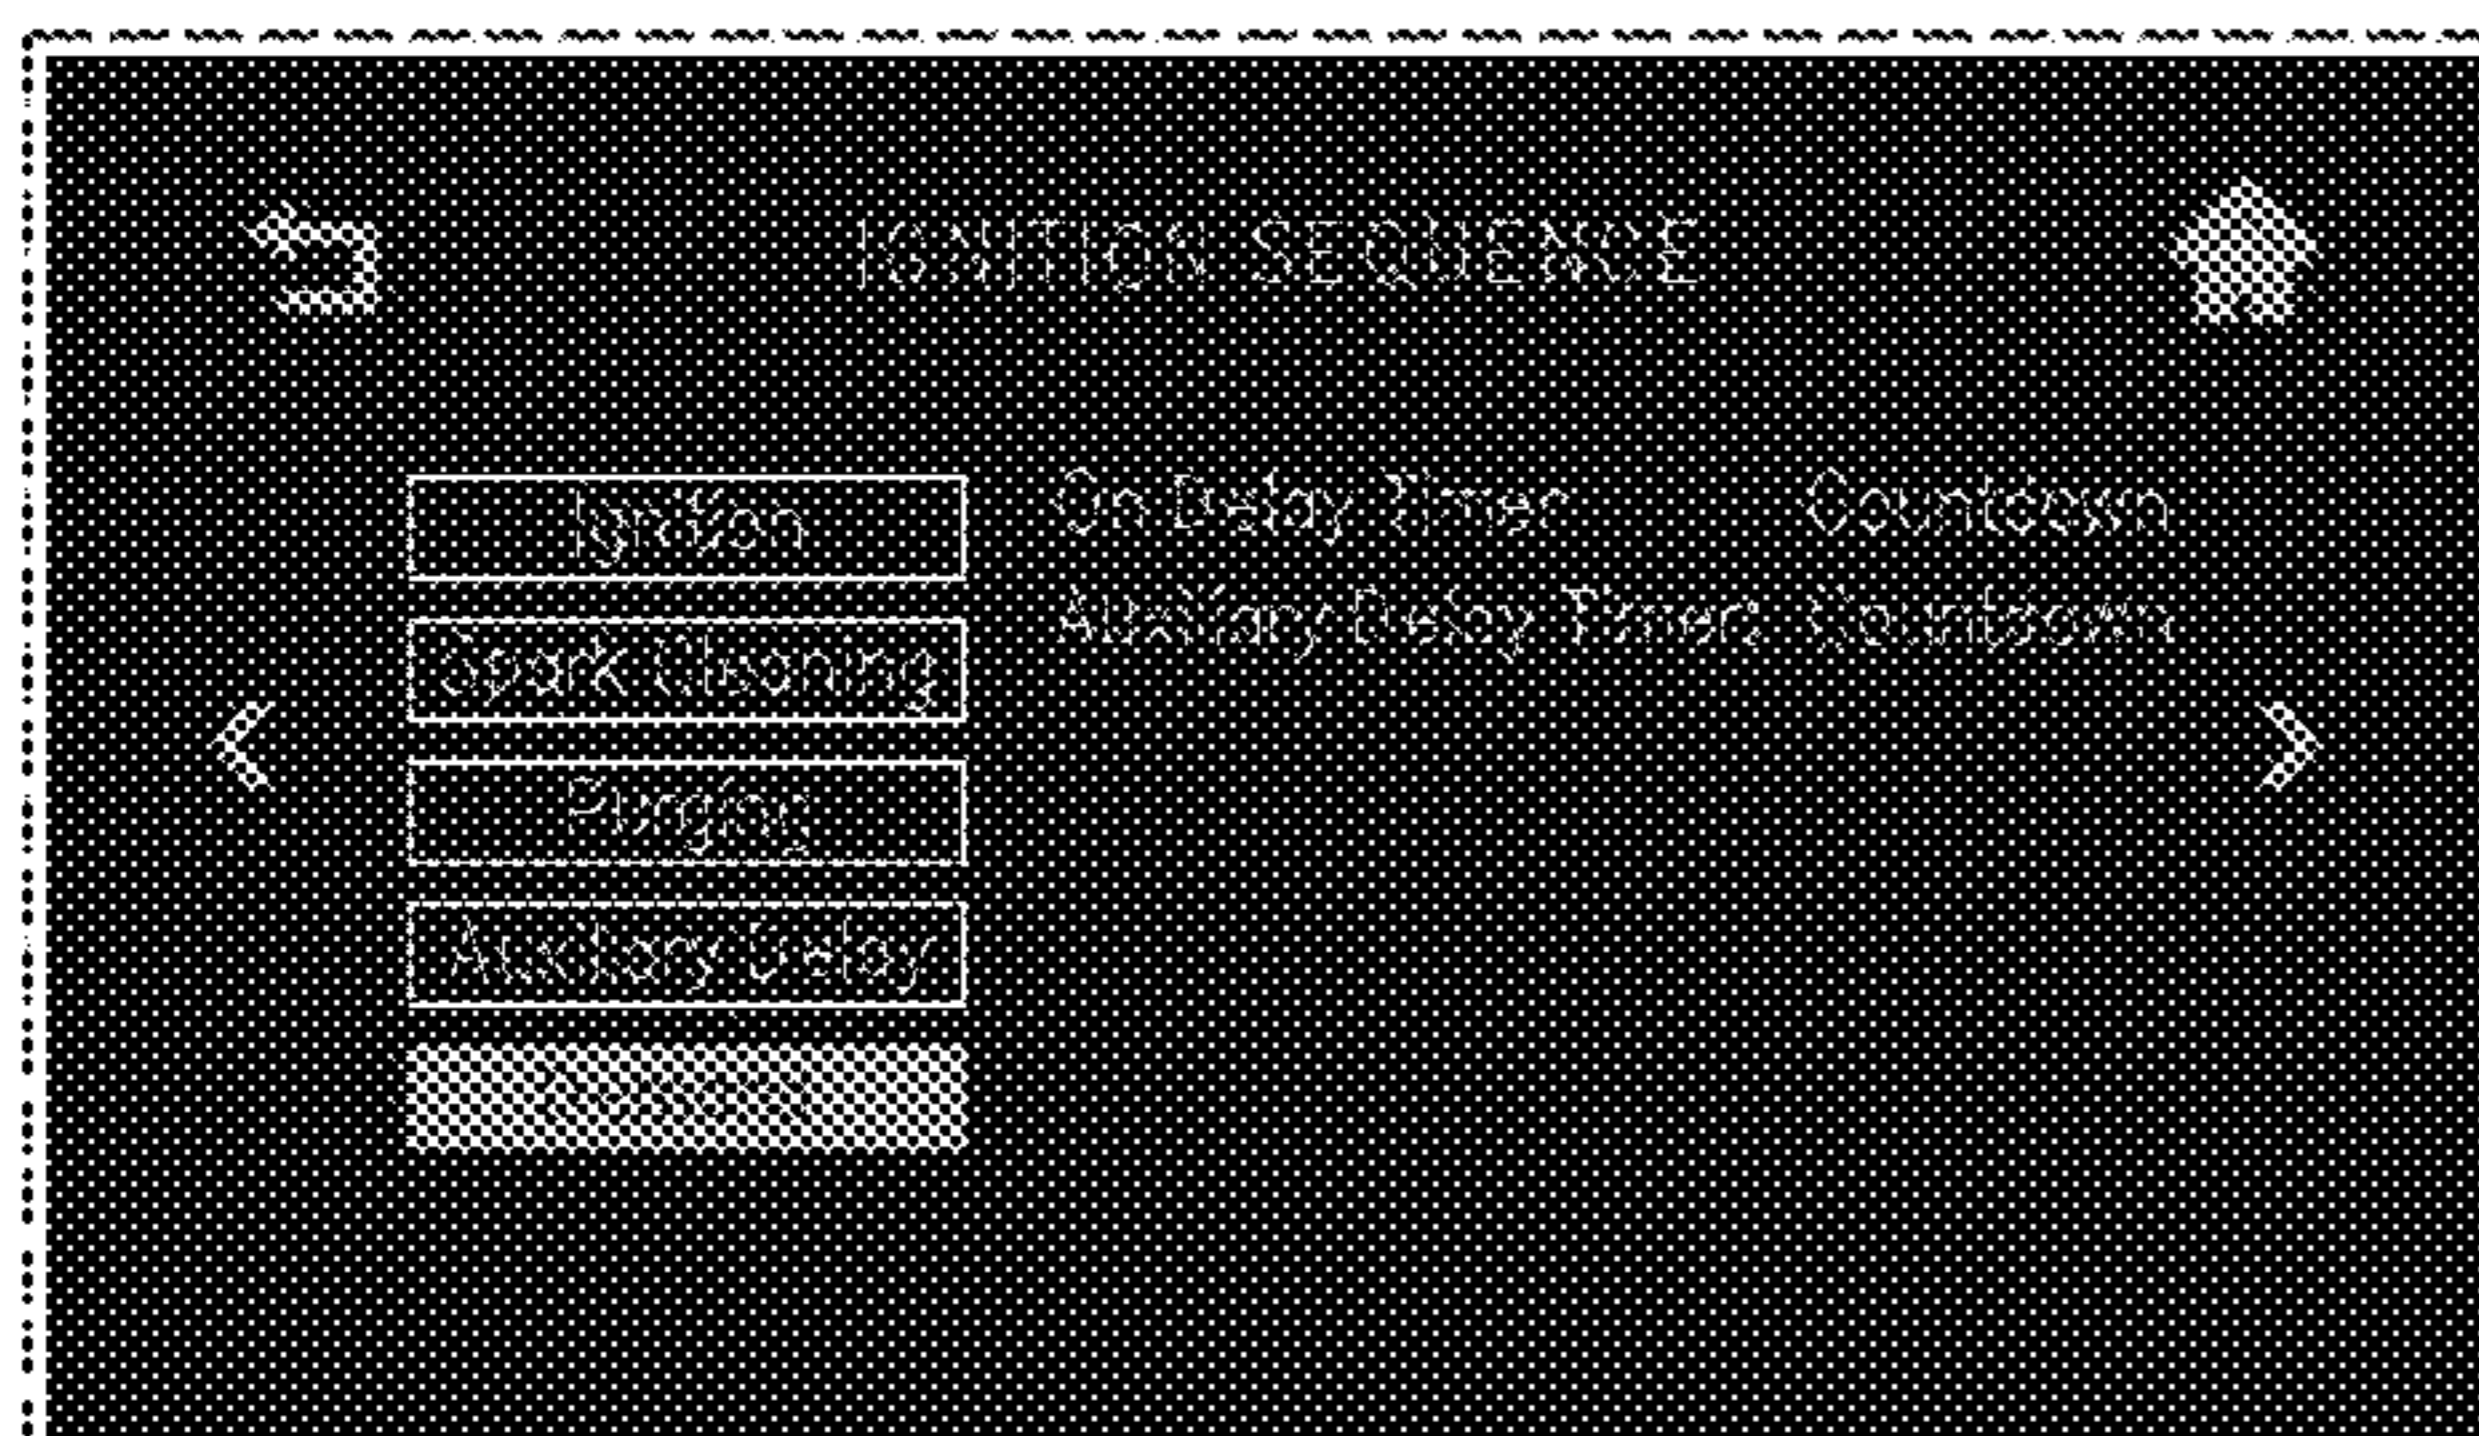 IGNITION SEQUENCE
Ignition
On Delay Timer
Countdown
Auxiliary Delay Timer:
Countdown
Spark Cleaning
Purging
Auxiliary Delay